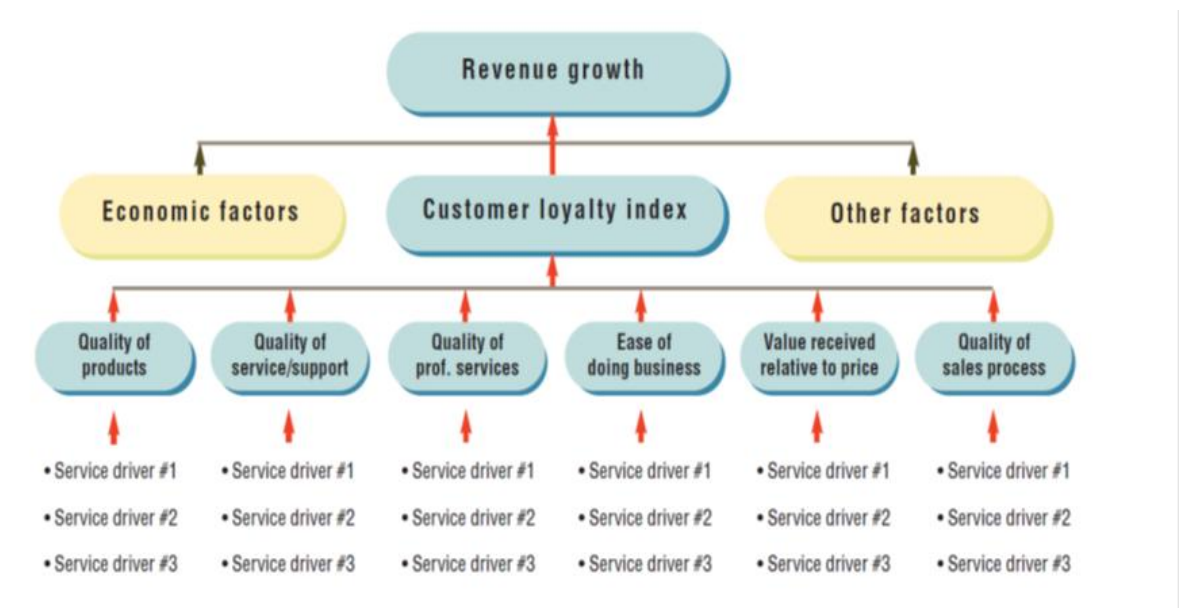 Revenue growth
Economic factors
Customer loyalty index
Other factors
Quality of
products
Quality of
service/support
Quality of
prof. services
Ease of
doing business
Value received
relative to price
Quality of
sales process
• Service driver #1
• Service driver #2
• Service driver #3
• Service driver #1
• Service driver #2
• Service driver #3
• Service driver #1
• Service driver #2
• Service driver #3
• Service driver #1
• Service driver #2
• Service driver #3
• Service driver #1
• Service driver #2
• Service driver #3
• Service driver #1
• Service driver #2
• Service driver #3